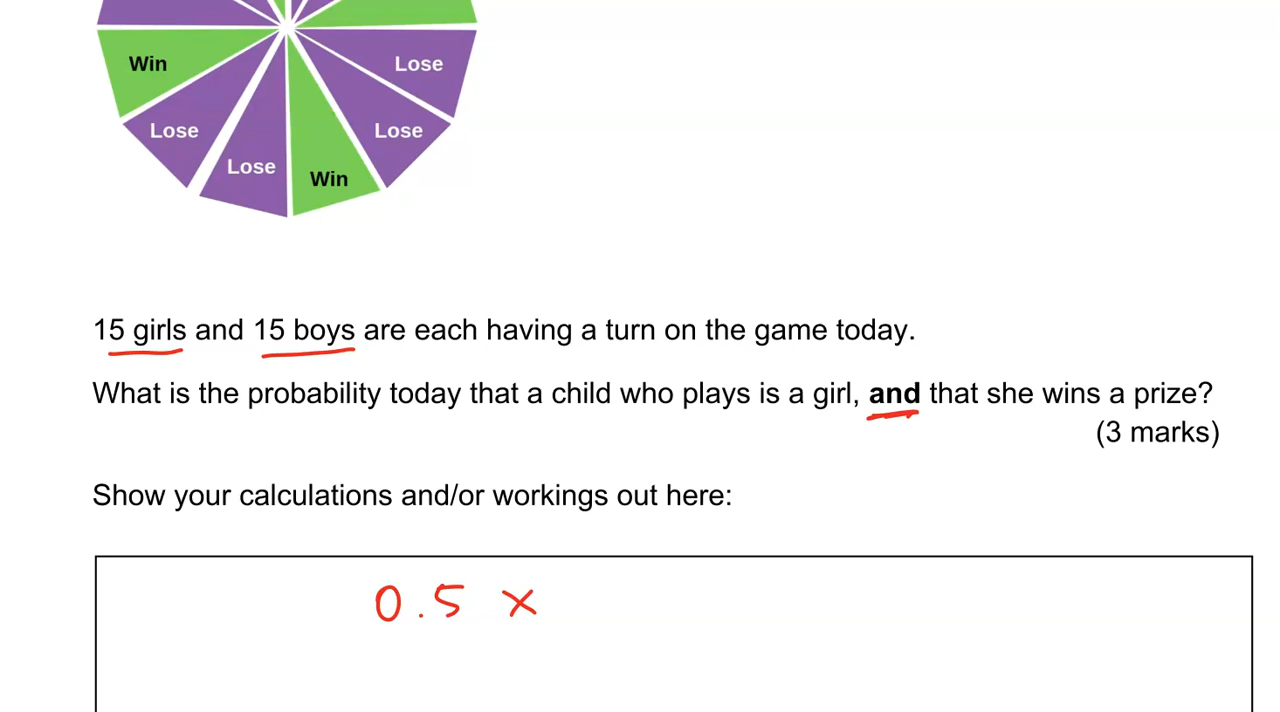 Win
Lose
Lose
Lose
Lose
Win
15 girls and 15 boys are each having a turn on the game today.
What is the probability today that a child who plays is a girl, and that she wins a prize?
(3 marks)
Show your calculations and/or workings out here:
0.5 ×